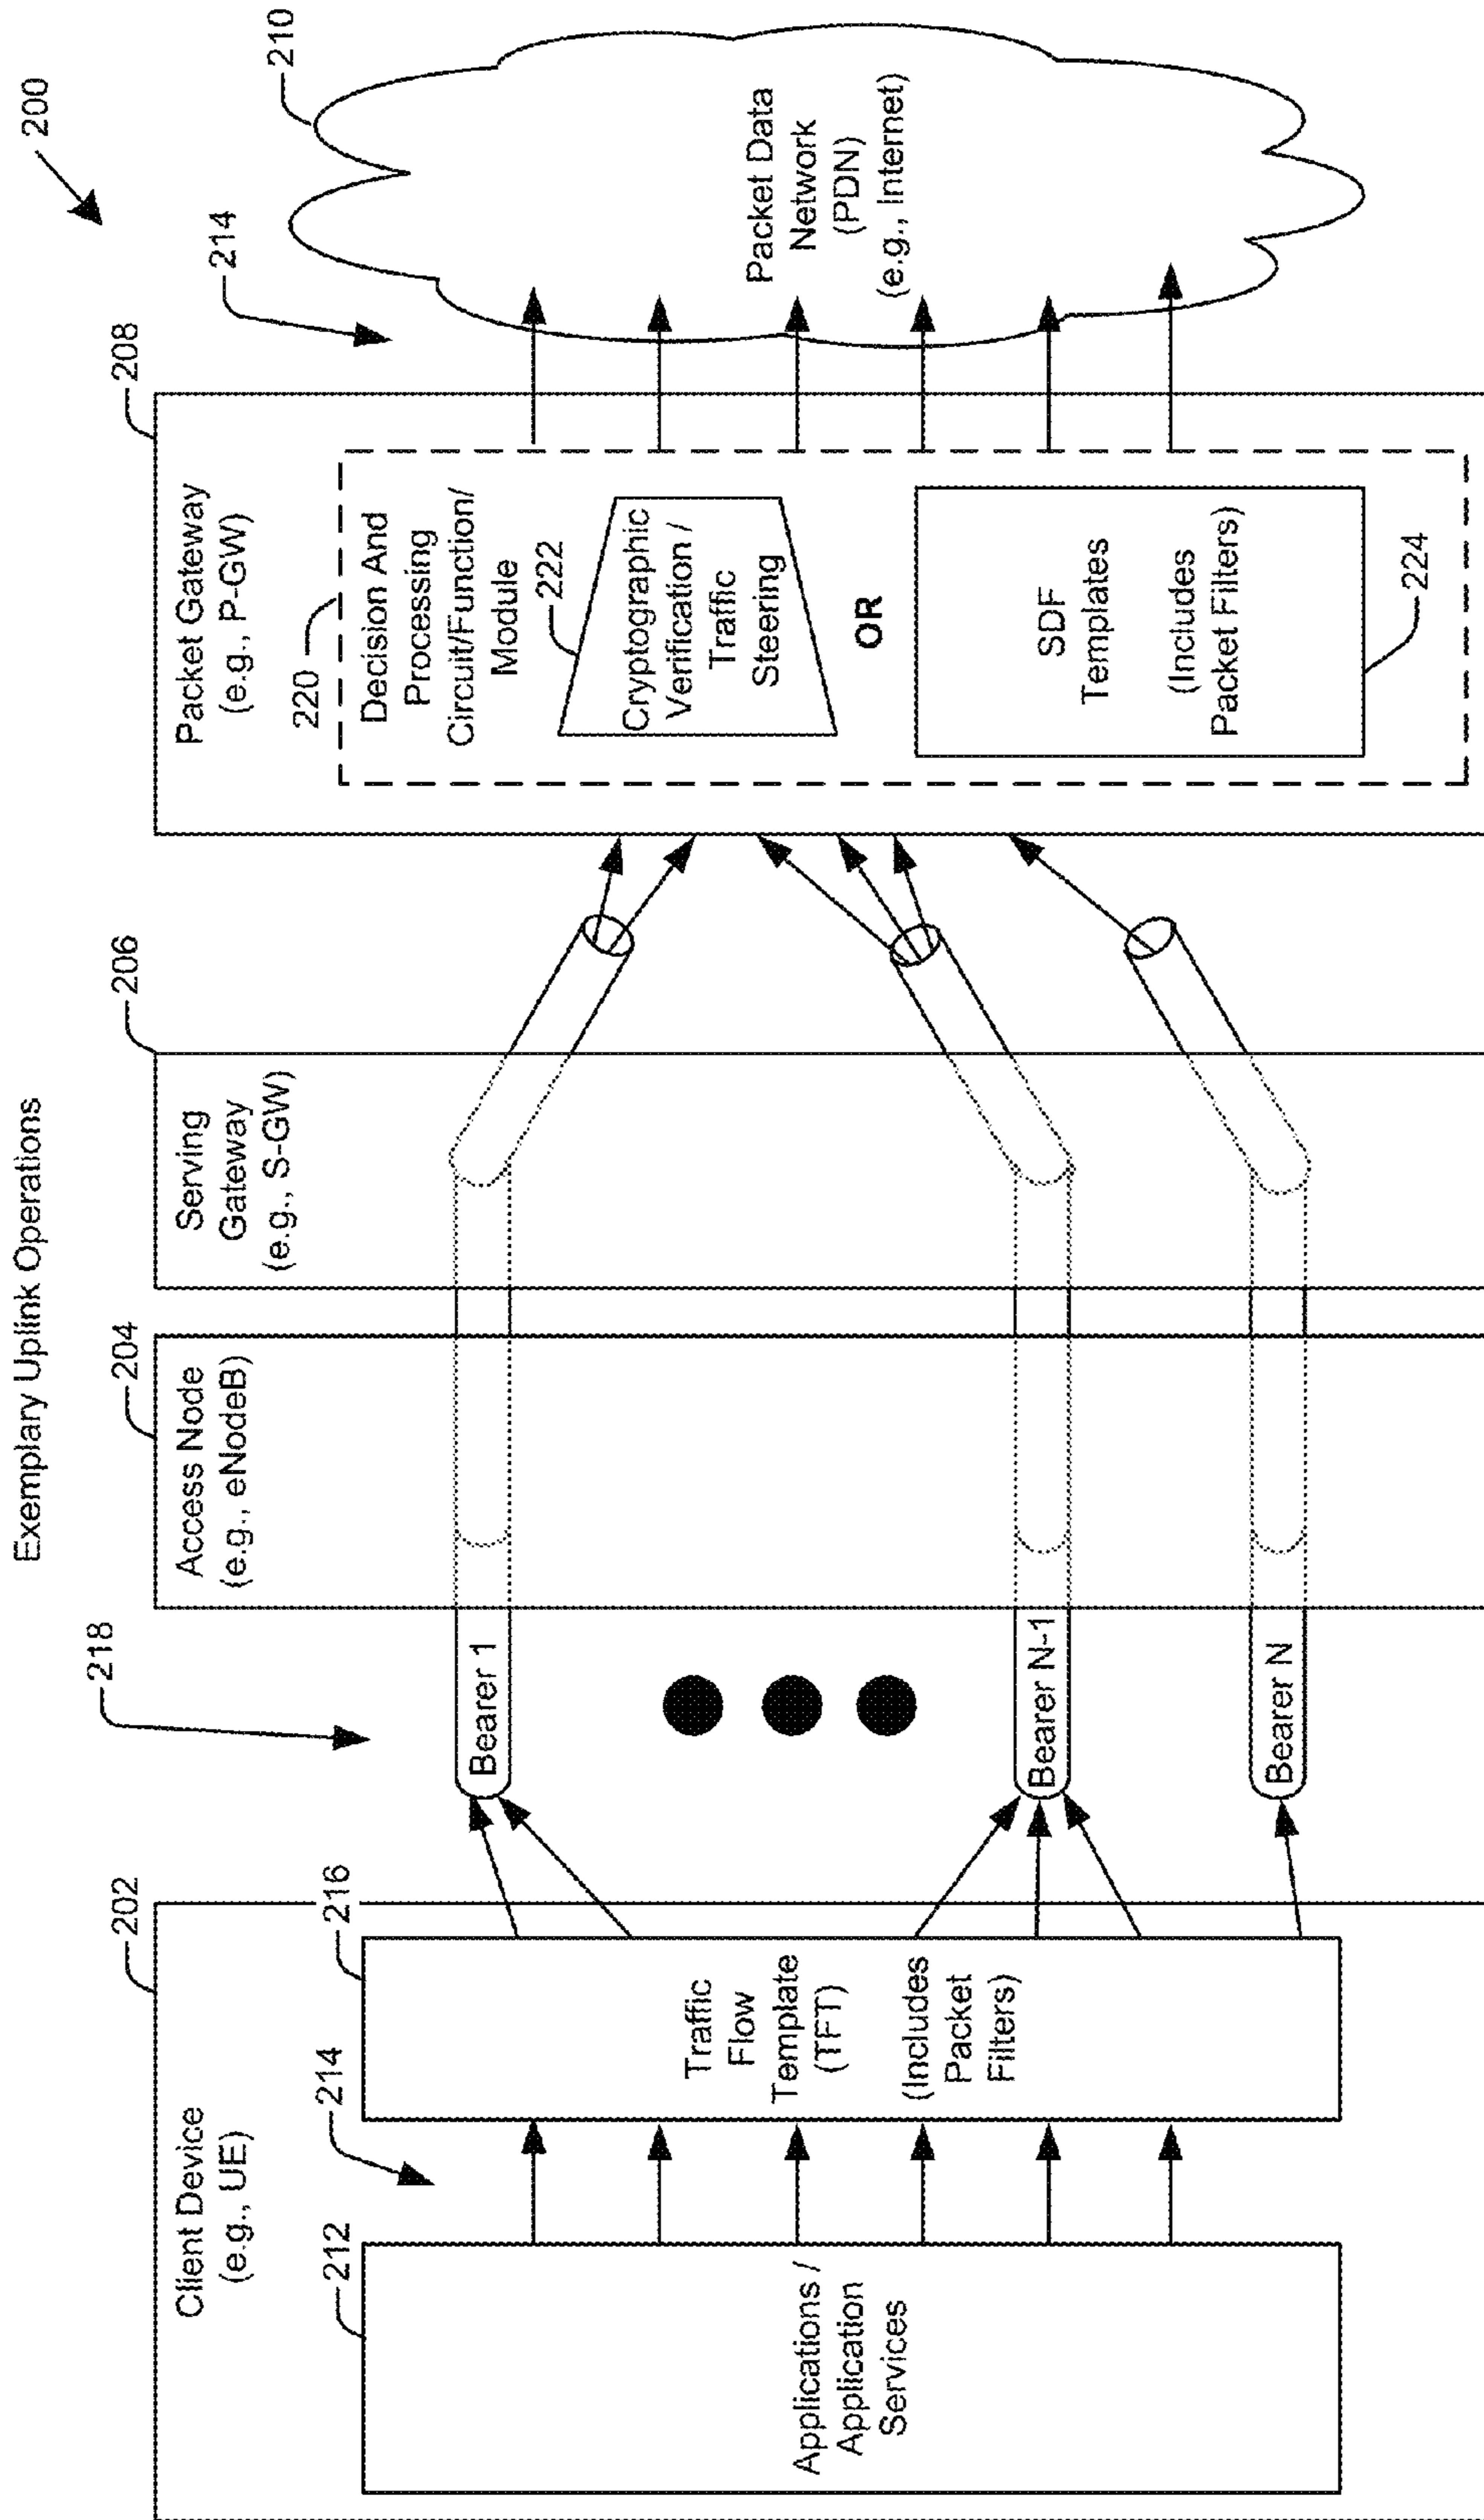 Exemplary Uplink Operations
200
202
Client Device
(e.g., UE)
212
Applications /
Application
Services
214
216
Traffic
Flow
Template
(TFT)
(Includes
Packet
Filters)
218
Bearer 1
Bearer N-1
Bearer N
204
Access Node
(e.g., eNodeB)
206
Serving
Gateway
(e.g., S-GW)
208
Packet Gateway
(e.g., P-GW)
220
Decision And
Processing
Circuit/Function/
Module
222
Cryptographic
Verification /
Traffic
Steering
OR
SDF
Templates
(Includes
Packet Filters)
224
214
210
Packet Data
Network
(PDN)
(e.g., Internet)